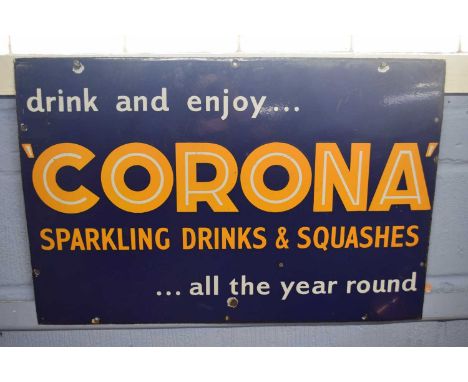 drink and enjoy...
'CORONA'
SPARKLING DRINKS & SQUASHES
...all the year round